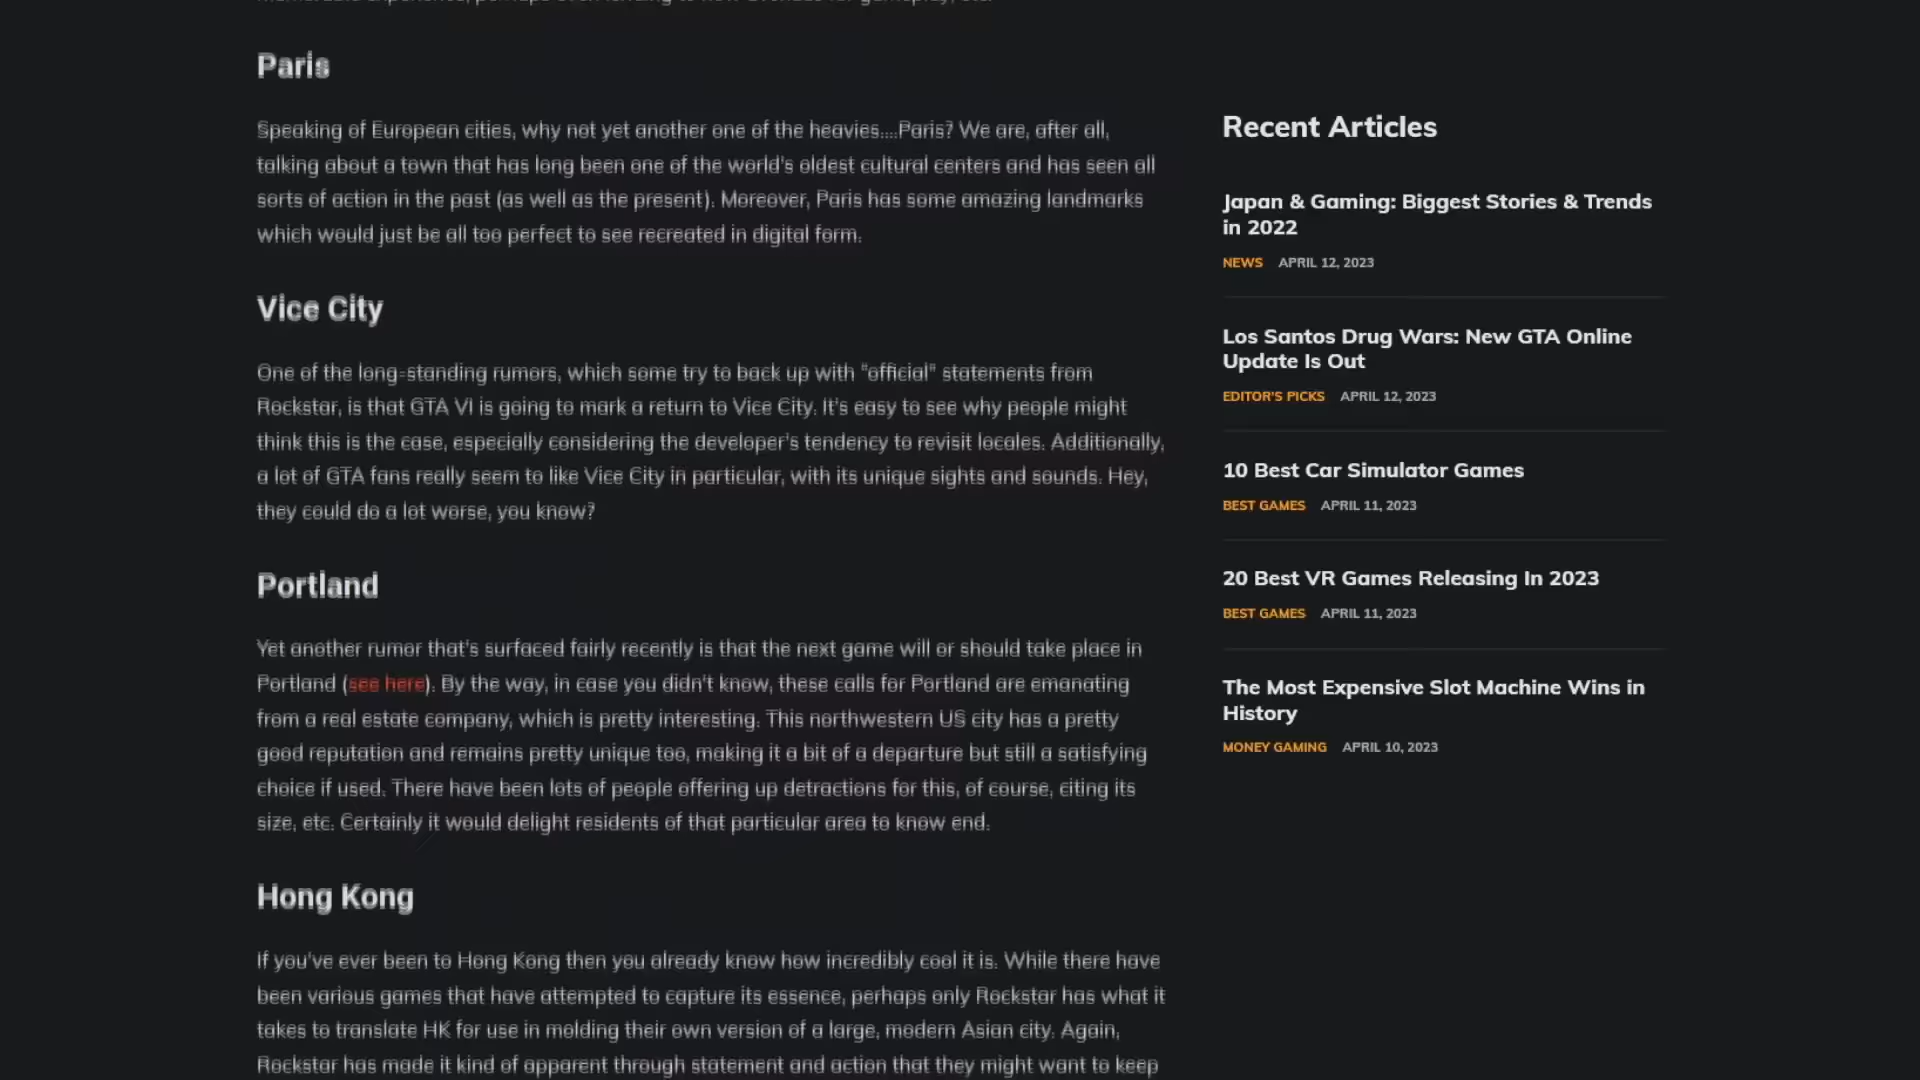 Paris
Speaking of European cities, why not yet another one of the heavies....Paris? We are, after all,
talking about a town that has long been one of the world's oldest cultural centers and has seen all
sorts of action in the past (as well as the present). Moreover, Paris has some amazing landmarks
which would just be all too perfect to see recreated in digital form.
Vice City
One of the long-standing rumors, which some try to back up with "official" statements from
Rockstar, is that GTA VI is going to mark a return to Vice City. It's easy to see why people might
think this is the case, especially considering the developer's tendency to revisit locales. Additionally,
a lot of GTA fans really seem to like Vice City in particular, with its unique sights and sounds. Hey,
they could do a lot worse, you know?
Portland
Yet another rumor that's surfaced fairly recently is that the next game will or should take place in
Portland (see here). By the way, in case you didn't know, these calls for Portland are emanating
from a real estate company, which is pretty interesting. This northwestern US city has a pretty
good reputation and remains pretty unique too, making it a bit of a departure but still a satisfying
choice if used. There have been lots of people offering up detractions for this, of course, citing its
size, etc. Certainly it would delight residents of that particular area to know end.
Hong Kong
If you've ever been to Hong Kong then you already know how incredibly cool it is. While there have
been various games that have attempted to capture its essence, perhaps only Rockstar has what it
takes to translate HK for use in molding their own version of a large, modern Asian city. Again,
Rockstar has made it kind of apparent through statement and action that they might want to keep
Recent Articles
Japan & Gaming: Biggest Stories & Trends
in 2022
NEWS APRIL 12, 2023
Los Santos Drug Wars: New GTA Online
Update Is Out
EDITOR'S PICKS APRIL 12, 2023
10 Best Car Simulator Games
BEST GAMES APRIL 11, 2023
20 Best VR Games Releasing In 2023
BEST GAMES APRIL 11, 2023
The Most Expensive Slot Machine Wins in
History
MONEY GAMING APRIL 10, 2023